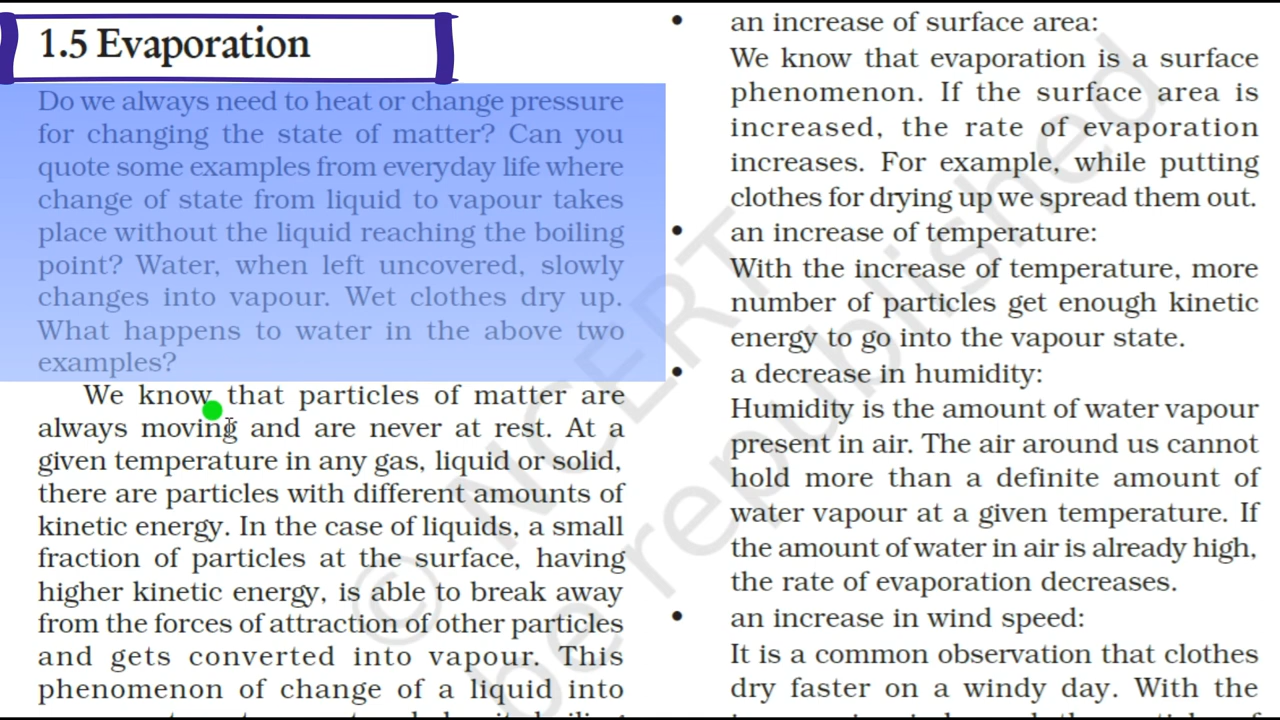 1.5 Evaporation
Do we always need to heat or change pressure
for changing the state of matter? Can you
quote some examples from everyday life where
change of state from liquid to vapour takes
place without the liquid reaching the boiling
point? Water, when left uncovered, slowly
changes into vapour. Wet clothes dry up.
What happens to water in the above two
examples?
We know that particles of matter are
always moving and are never at rest. At a
given temperature in any gas, liquid or solid,
there are particles with different amounts of
kinetic energy. In the case of liquids, a small
fraction of particles at the surface, having
higher kinetic energy, is able to break away
from the forces of attraction of other particles
and gets converted into vapour. This
phenomenon of change of a liquid into
• an increase of surface area:
We know that evaporation is a surface
phenomenon. If the surface area is
increased, the rate of evaporation
increases. For example, while putting
clothes for drying up we spread them out.
• an increase of temperature:
With the increase of temperature, more
number of particles get enough kinetic
energy to go into the vapour state.
• a decrease in humidity:
Humidity is the amount of water vapour
present in air. The air around us cannot
hold more than a definite amount of
water vapour at a given temperature. If
the amount of water in air is already high,
the rate of evaporation decreases.
• an increase in wind speed:
It is a common observation that clothes
dry faster on a windy day. With the
© NCERT
be republished